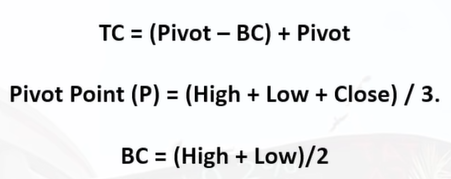 TC = (Pivot – BC) + Pivot
Pivot Point (P) = (High + Low + Close) / 3.
BC = (High + Low)/2